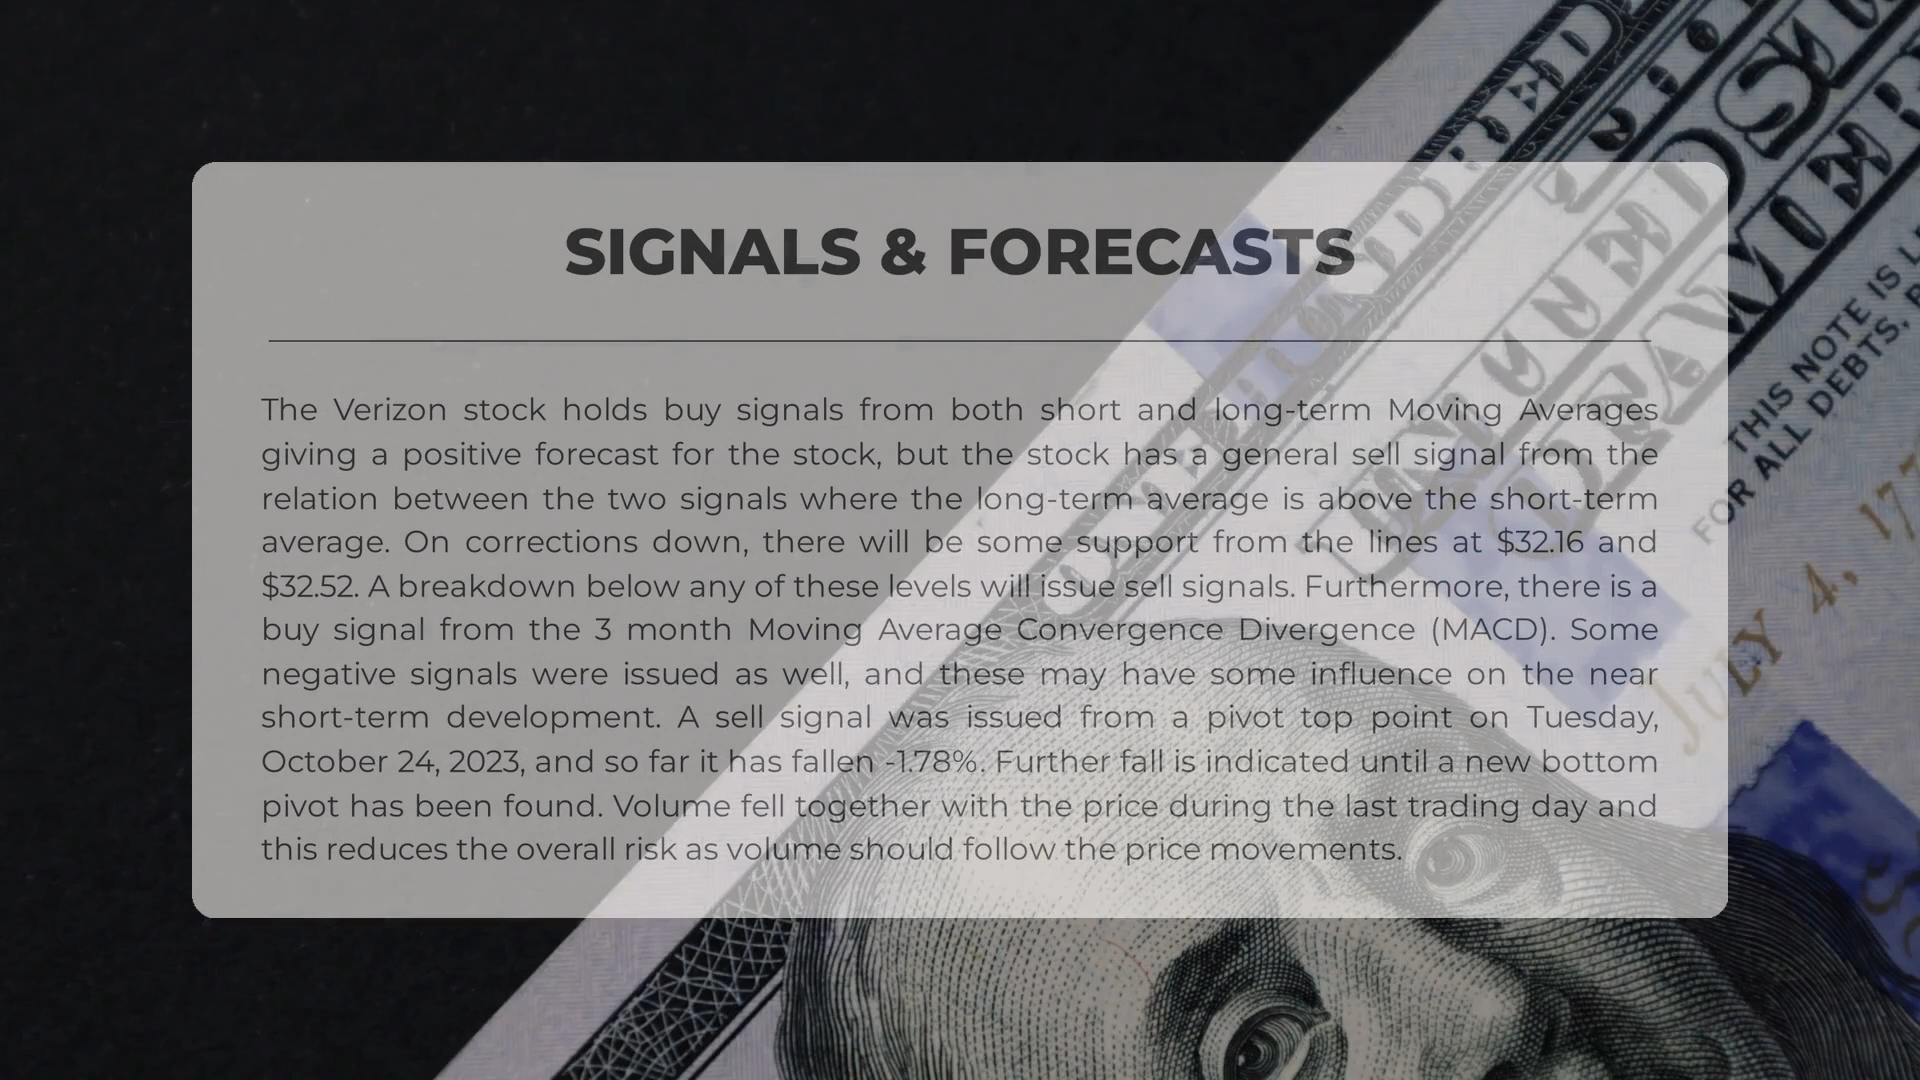 SIGNALS & FORECASTS
The Verizon stock holds buy signals from both short and long-term Moving Averages
giving a positive forecast for the stock, but the stock has a general sell signal from the
relation between the two signals where the long-term average is above the short-term
average. On corrections down, there will be some support from the lines at $32.16 and
$32.52. A breakdown below any of these levels will issue sell signals. Furthermore, there is a
buy signal from the 3 month Moving Average Convergence Divergence (MACD). Some
negative signals were issued as well, and these may have some influence on the near
short-term development. A sell signal was issued from a pivot top point on Tuesday,
October 24, 2023, and so far it has fallen -1.78%. Further fall is indicated until a new bottom
pivot has been found. Volume fell together with the price during the last trading day and
this reduces the overall risk as volume should follow the price movements.
THIS NOTE IS
FOR ALL DEBTS,
JULY 4, 17